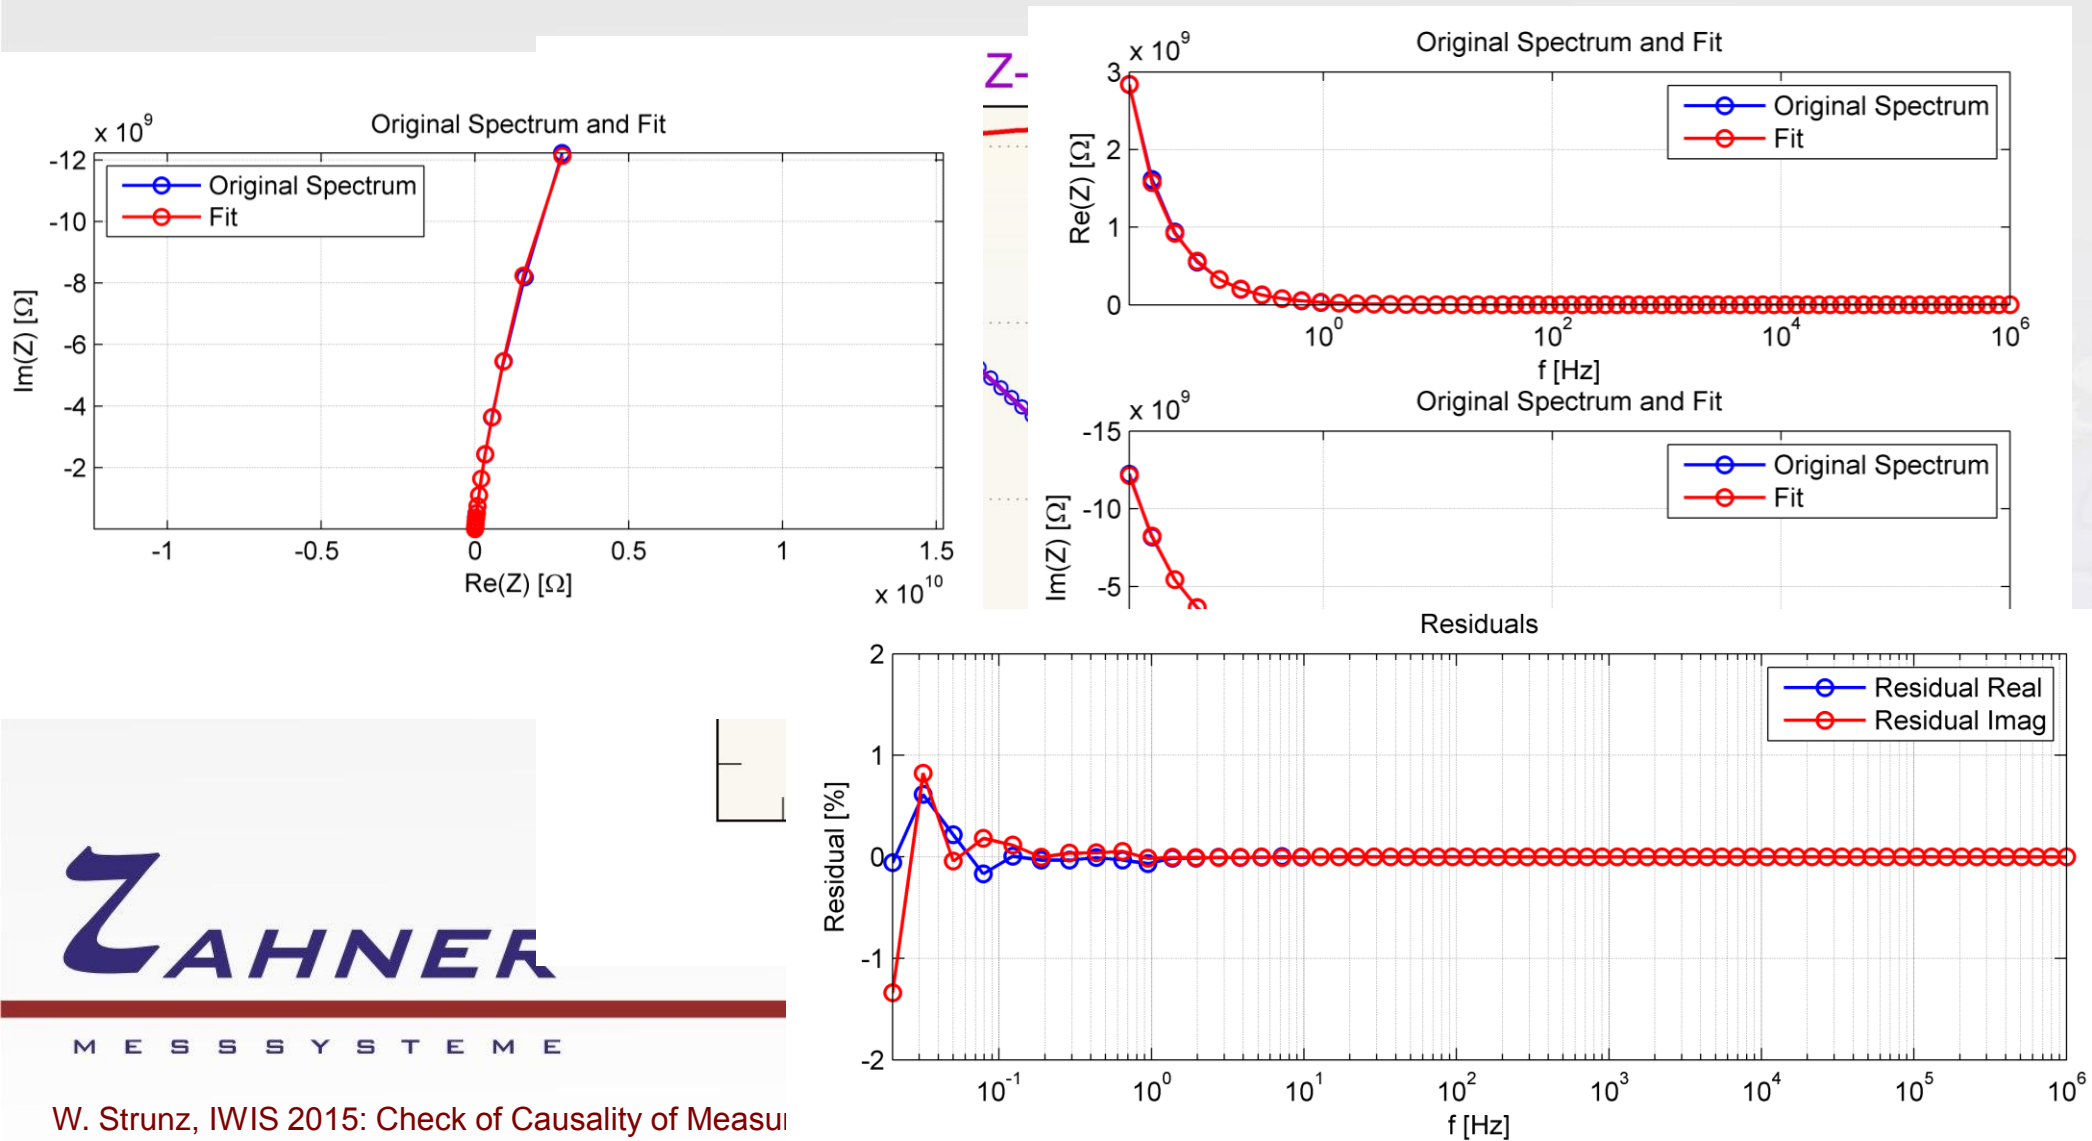 Original Spectrum and Fit
x 10^9
-12
-10
-8
-6
-4
-2
Im(Z) [Ω]
Original Spectrum
Fit
-1
-0.5
0
0.5
1
1.5
Re(Z) [Ω]
x 10^10
Z-
Original Spectrum and Fit
x 10^9
3
2
1
0
Re(Z) [Ω]
Original Spectrum
Fit
10^0
10^2
10^4
10^6
f [Hz]
Original Spectrum and Fit
x 10^9
-15
-10
-5
Im(Z) [Ω]
Original Spectrum
Fit
Residuals
2
1
0
-1
-2
Residual [%]
Residual Real
Residual Imag
10^-1
10^0
10^1
10^2
10^3
10^4
10^5
10^6
f [Hz]
ZAHNER
MESSSYSTEME
W. Strunz, IWIS 2015: Check of Causality of Measur